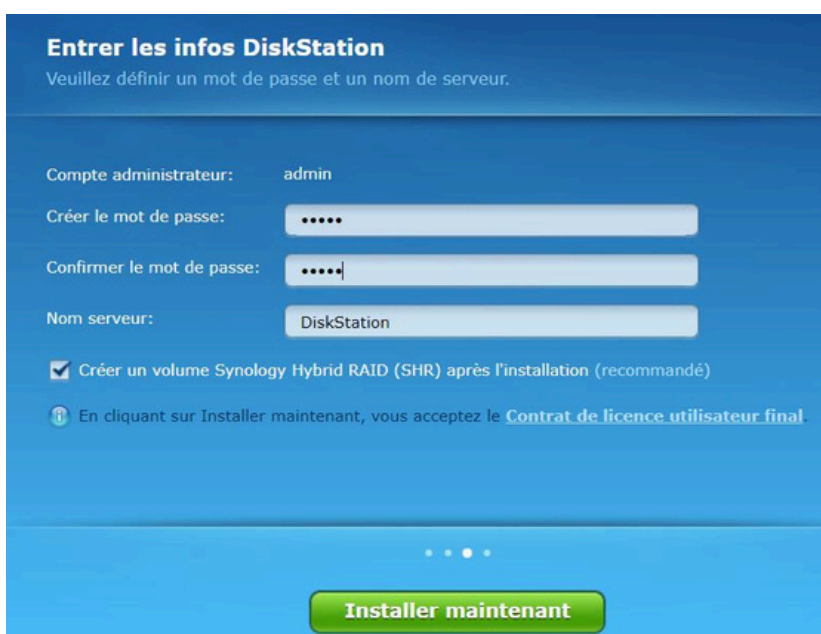 Entrer les infos DiskStation
Veuillez définir un mot de passe et un nom de serveur.
Compte administrateur: admin
Créer le mot de passe: •••••
Confirmer le mot de passe: •••••
Nom serveur: DiskStation
Créer un volume Synology Hybrid RAID (SHR) après l'installation (recommandé)
En cliquant sur Installer maintenant, vous acceptez le Contrat de licence utilisateur final.
Installer maintenant